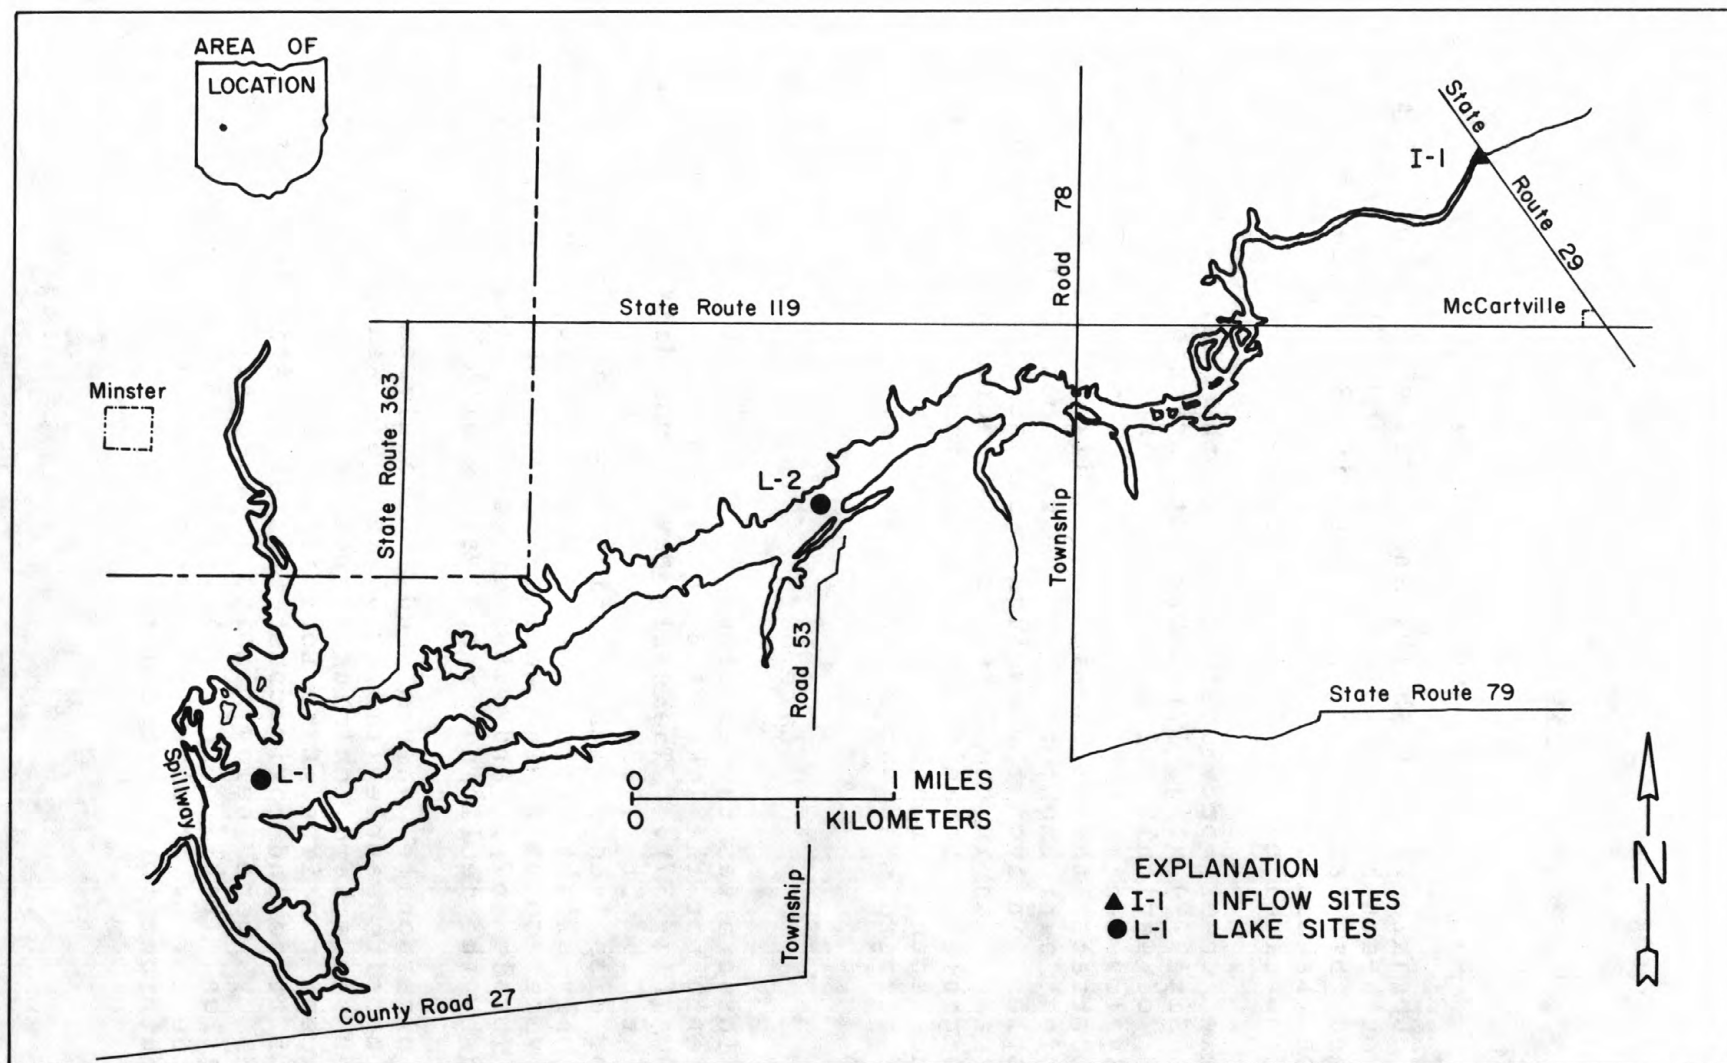 AREA OF
LOCATION
State
I-1
Route 29
Road 78
State Route 119
McCartville
Minster
State Route 363
L-2
Township
Road 53
State Route 79
Spillway
L-1
0 1 MILES
0 1 KILOMETERS
Township
EXPLANATION
▲ I-1 INFLOW SITES
● L-1 LAKE SITES
N
County Road 27